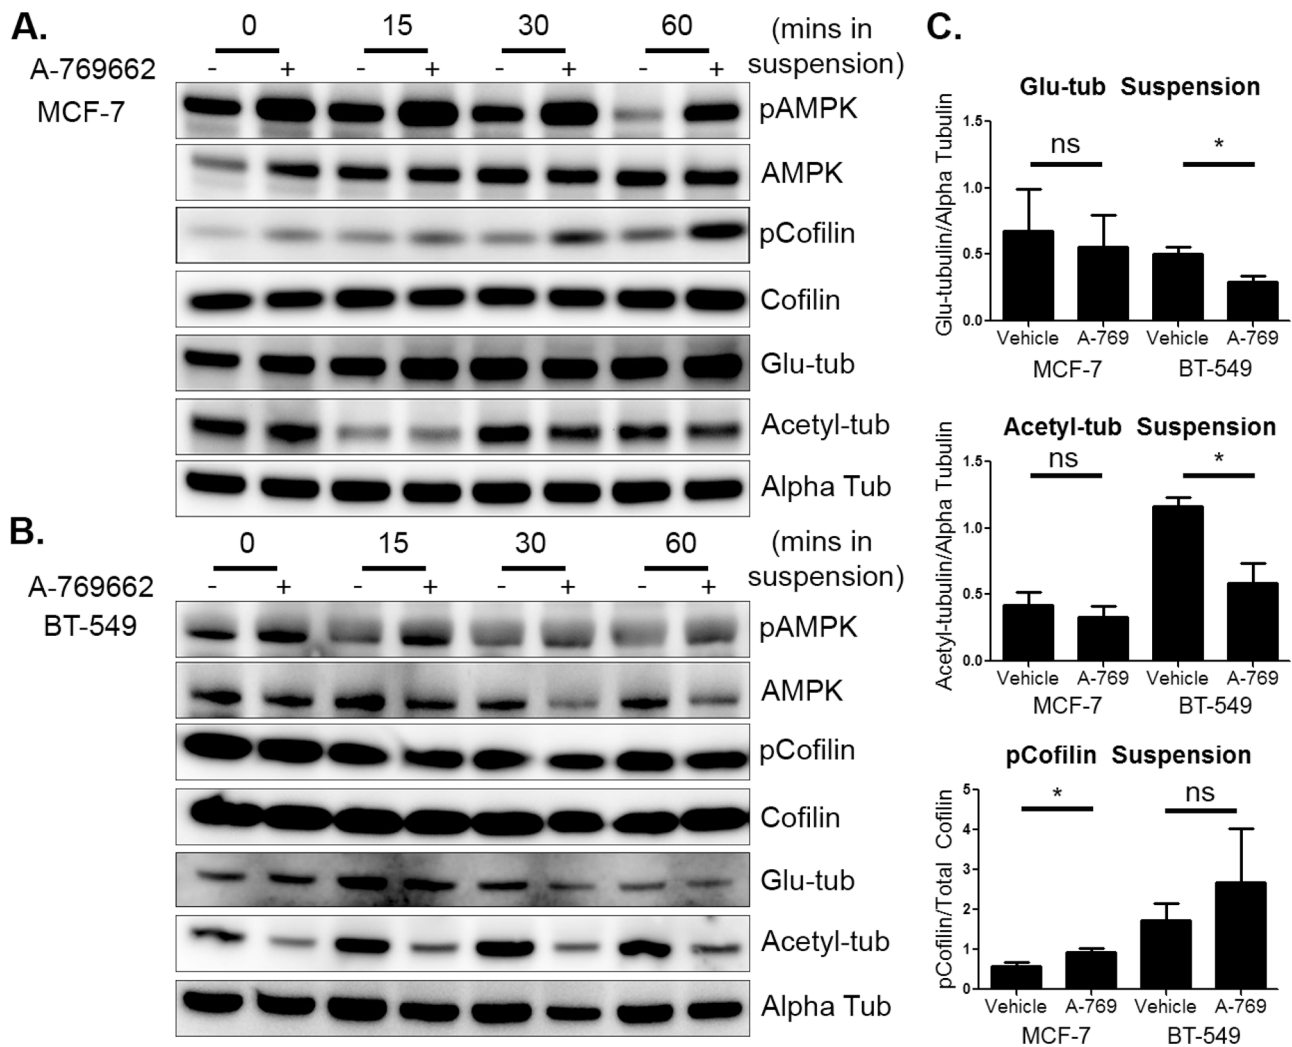 A.
0 15 30 60 (mins in
A-769662 - + - + - + - + suspension)
MCF-7 pAMPK
AMPK
pCofilin
Cofilin
Glu-tub
Acetyl-tub
Alpha Tub
B.
0 15 30 60 (mins in
A-769662 - + - + - + - + suspension)
BT-549 pAMPK
AMPK
pCofilin
Cofilin
Glu-tub
Acetyl-tub
Alpha Tub
C.
Glu-tub Suspension
Glu-tubulin/Alpha Tubulin
1.5
1.0
0.5
0.0
ns *
Vehicle A-769 Vehicle A-769
MCF-7 BT-549
Acetyl-tub Suspension
Acetyl-tubulin/Alpha Tubulin
1.5
1.0
0.5
0.0
ns *
Vehicle A-769 Vehicle A-769
MCF-7 BT-549
pCofilin Suspension
pCofilin/Total Cofilin
5
4
3
2
1
0
* ns
Vehicle A-769 Vehicle A-769
MCF-7 BT-549